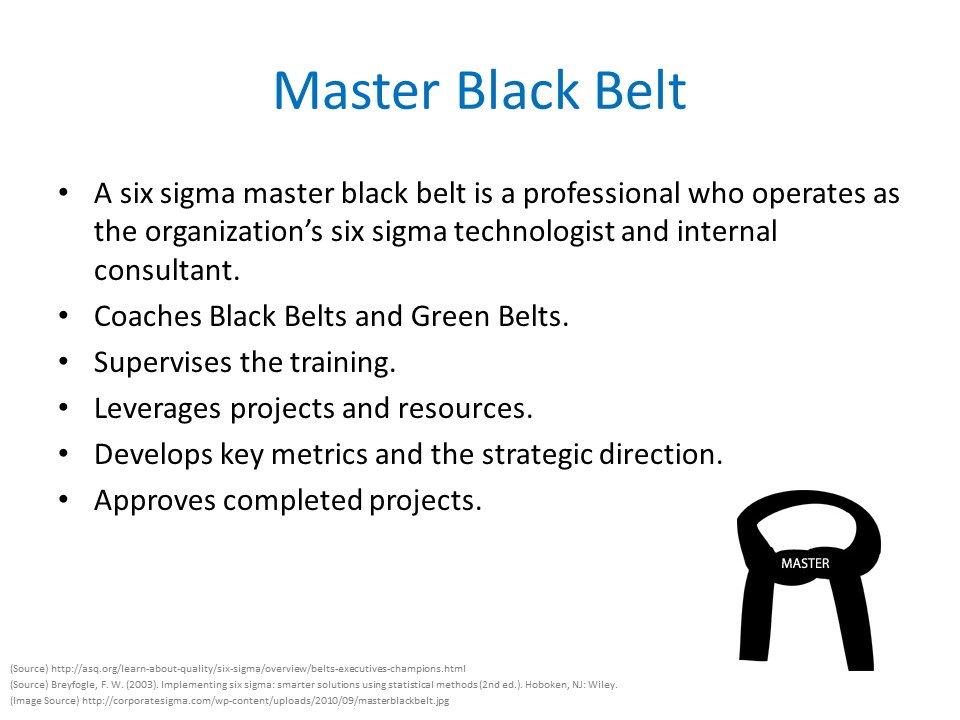 Master Black Belt
• A six sigma master black belt is a professional who operates as
the organization’s six sigma technologist and internal
consultant.
• Coaches Black Belts and Green Belts.
• Supervises the training.
• Leverages projects and resources.
• Develops key metrics and the strategic direction.
• Approves completed projects.
MASTER
(Source) http://asq.org/learn-about-quality/six-sigma/overview/belts-executives-champions.html
(Source) Breyfogle, F. W. (2003). Implementing six sigma: smarter solutions using statistical methods (2nd ed.). Hoboken, NJ: Wiley.
(Image Source) http://corporatesigma.com/wp-content/uploads/2010/09/masterblackbelt.jpg